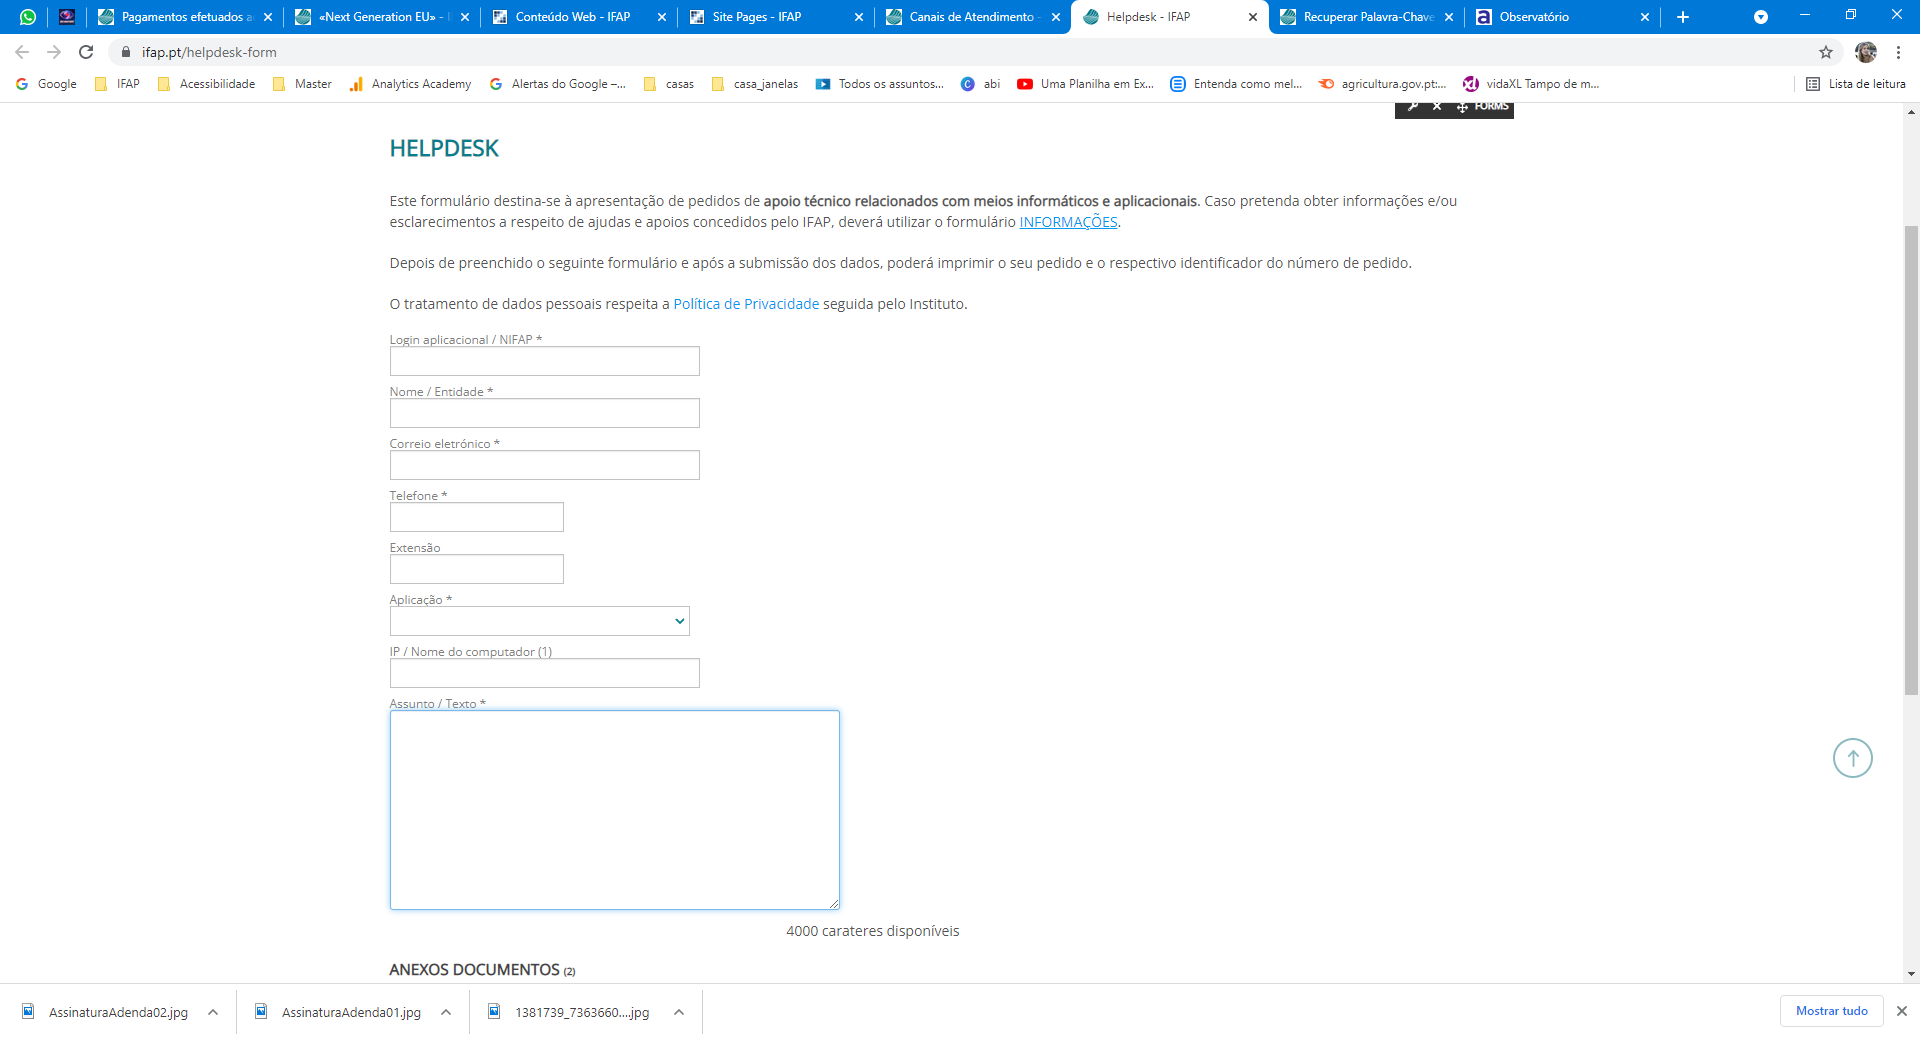 Pagamentos efetuados a
«Next Generation EU» - I
Conteúdo Web - IFAP
Site Pages - IFAP
Canais de Atendimento -
Helpdesk - IFAP
Recuperar Palavra-Chave
Observatório
ifap.pt/helpdesk-form
Google
IFAP
Acessibilidade
Master
Analytics Academy
Alertas do Google –...
casas
casa_janelas
Todos os assuntos...
abi
Uma Planilha em Ex...
Entenda como mel...
agricultura.gov.pt:...
vidaXL Tampo de m...
Lista de leitura
FORMS
HELPDESK
Este formulário destina-se à apresentação de pedidos de apoio técnico relacionados com meios informáticos e aplicacionais. Caso pretenda obter informações e/ou
esclarecimentos a respeito de ajudas e apoios concedidos pelo IFAP, deverá utilizar o formulário INFORMAÇÕES.
Depois de preenchido o seguinte formulário e após a submissão dos dados, poderá imprimir o seu pedido e o respectivo identificador do número de pedido.
O tratamento de dados pessoais respeita a Política de Privacidade seguida pelo Instituto.
Login aplicacional / NIFAP *
Nome / Entidade *
Correio eletrónico *
Telefone *
Extensão
Aplicação *
IP / Nome do computador (1)
Assunto / Texto *
4000 carateres disponíveis
ANEXOS DOCUMENTOS (2)
AssinaturaAdenda02.jpg
AssinaturaAdenda01.jpg
1381739_7363660....jpg
Mostrar tudo